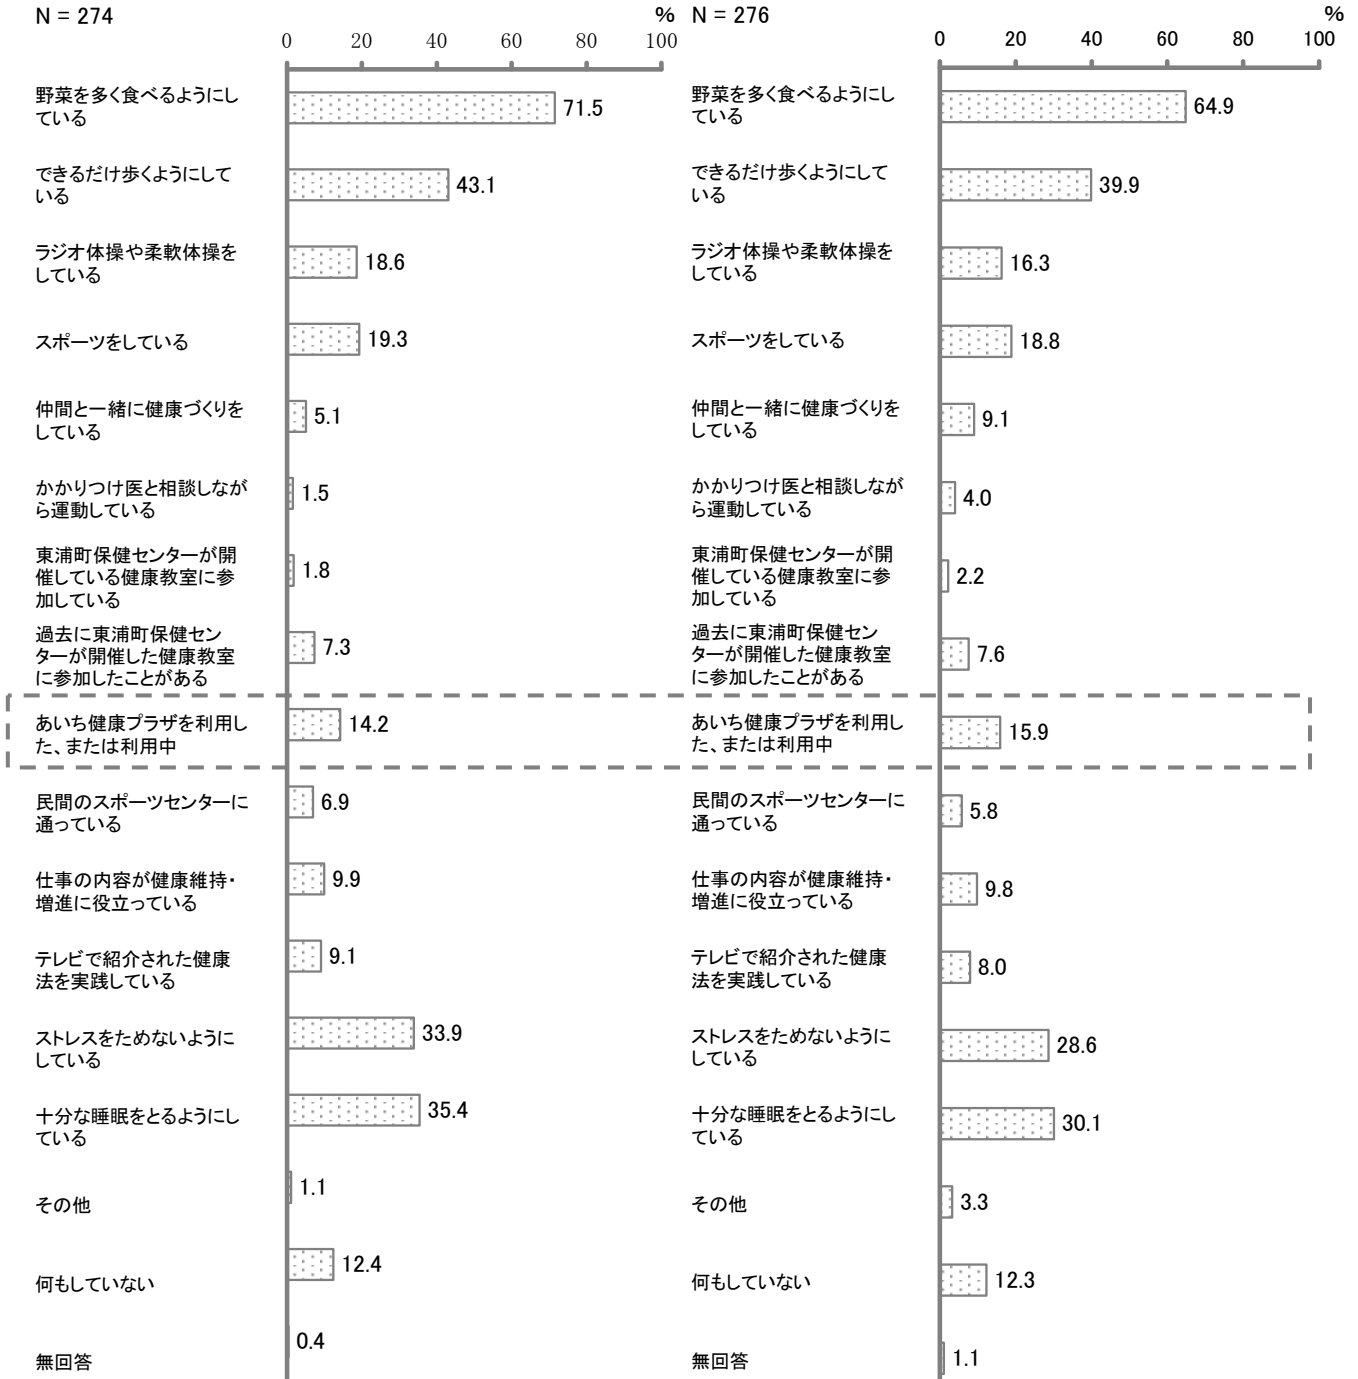 N = 274
%
0 20 40 60 80 100
野菜を多く食べるようにし
ている
71.5
できるだけ歩くようにして
いる
43.1
ラジオ体操や柔軟体操を
している
18.6
スポーツをしている
19.3
仲間と一緒に健康づくりを
している
5.1
かかりつけ医と相談しなが
ら運動している
1.5
東浦町保健センターが開
催している健康教室に参
加している
1.8
過去に東浦町保健セン
ターが開催した健康教室
に参加したことがある
7.3
あいち健康プラザを利用し
た、または利用中
14.2
民間のスポーツセンターに
通っている
6.9
仕事の内容が健康維持・
増進に役立っている
9.9
テレビで紹介された健康
法を実践している
9.1
ストレスをためないように
している
33.9
十分な睡眠をとるようにし
ている
35.4
その他
1.1
何もしていない
12.4
無回答
0.4
N = 276
%
0 20 40 60 80 100
野菜を多く食べるようにし
ている
64.9
できるだけ歩くようにして
いる
39.9
ラジオ体操や柔軟体操を
している
16.3
スポーツをしている
18.8
仲間と一緒に健康づくりを
している
9.1
かかりつけ医と相談しなが
ら運動している
4.0
東浦町保健センターが開
催している健康教室に参
加している
2.2
過去に東浦町保健セン
ターが開催した健康教室
に参加したことがある
7.6
あいち健康プラザを利用し
た、または利用中
15.9
民間のスポーツセンターに
通っている
5.8
仕事の内容が健康維持・
増進に役立っている
9.8
テレビで紹介された健康
法を実践している
8.0
ストレスをためないように
している
28.6
十分な睡眠をとるようにし
ている
30.1
その他
3.3
何もしていない
12.3
無回答
1.1